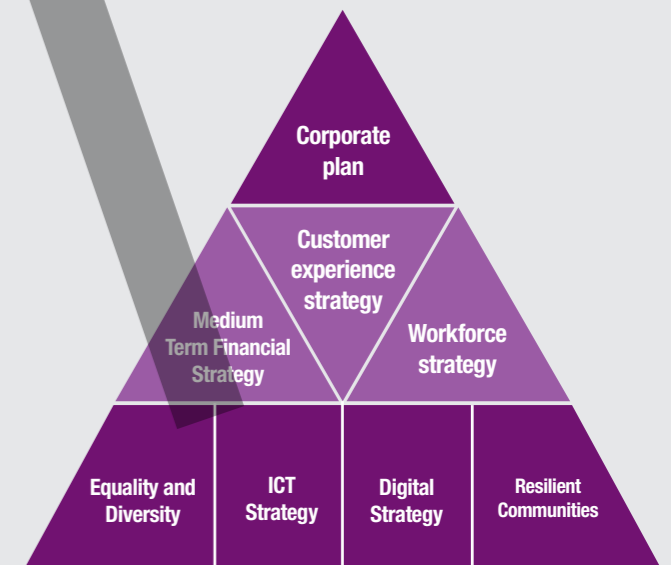 Corporate
plan
Customer
experience
strategy
Medium
Term Financial
Strategy
Workforce
strategy
Equality and
Diversity
ICT
Strategy
Digital
Strategy
Resilient
Communities